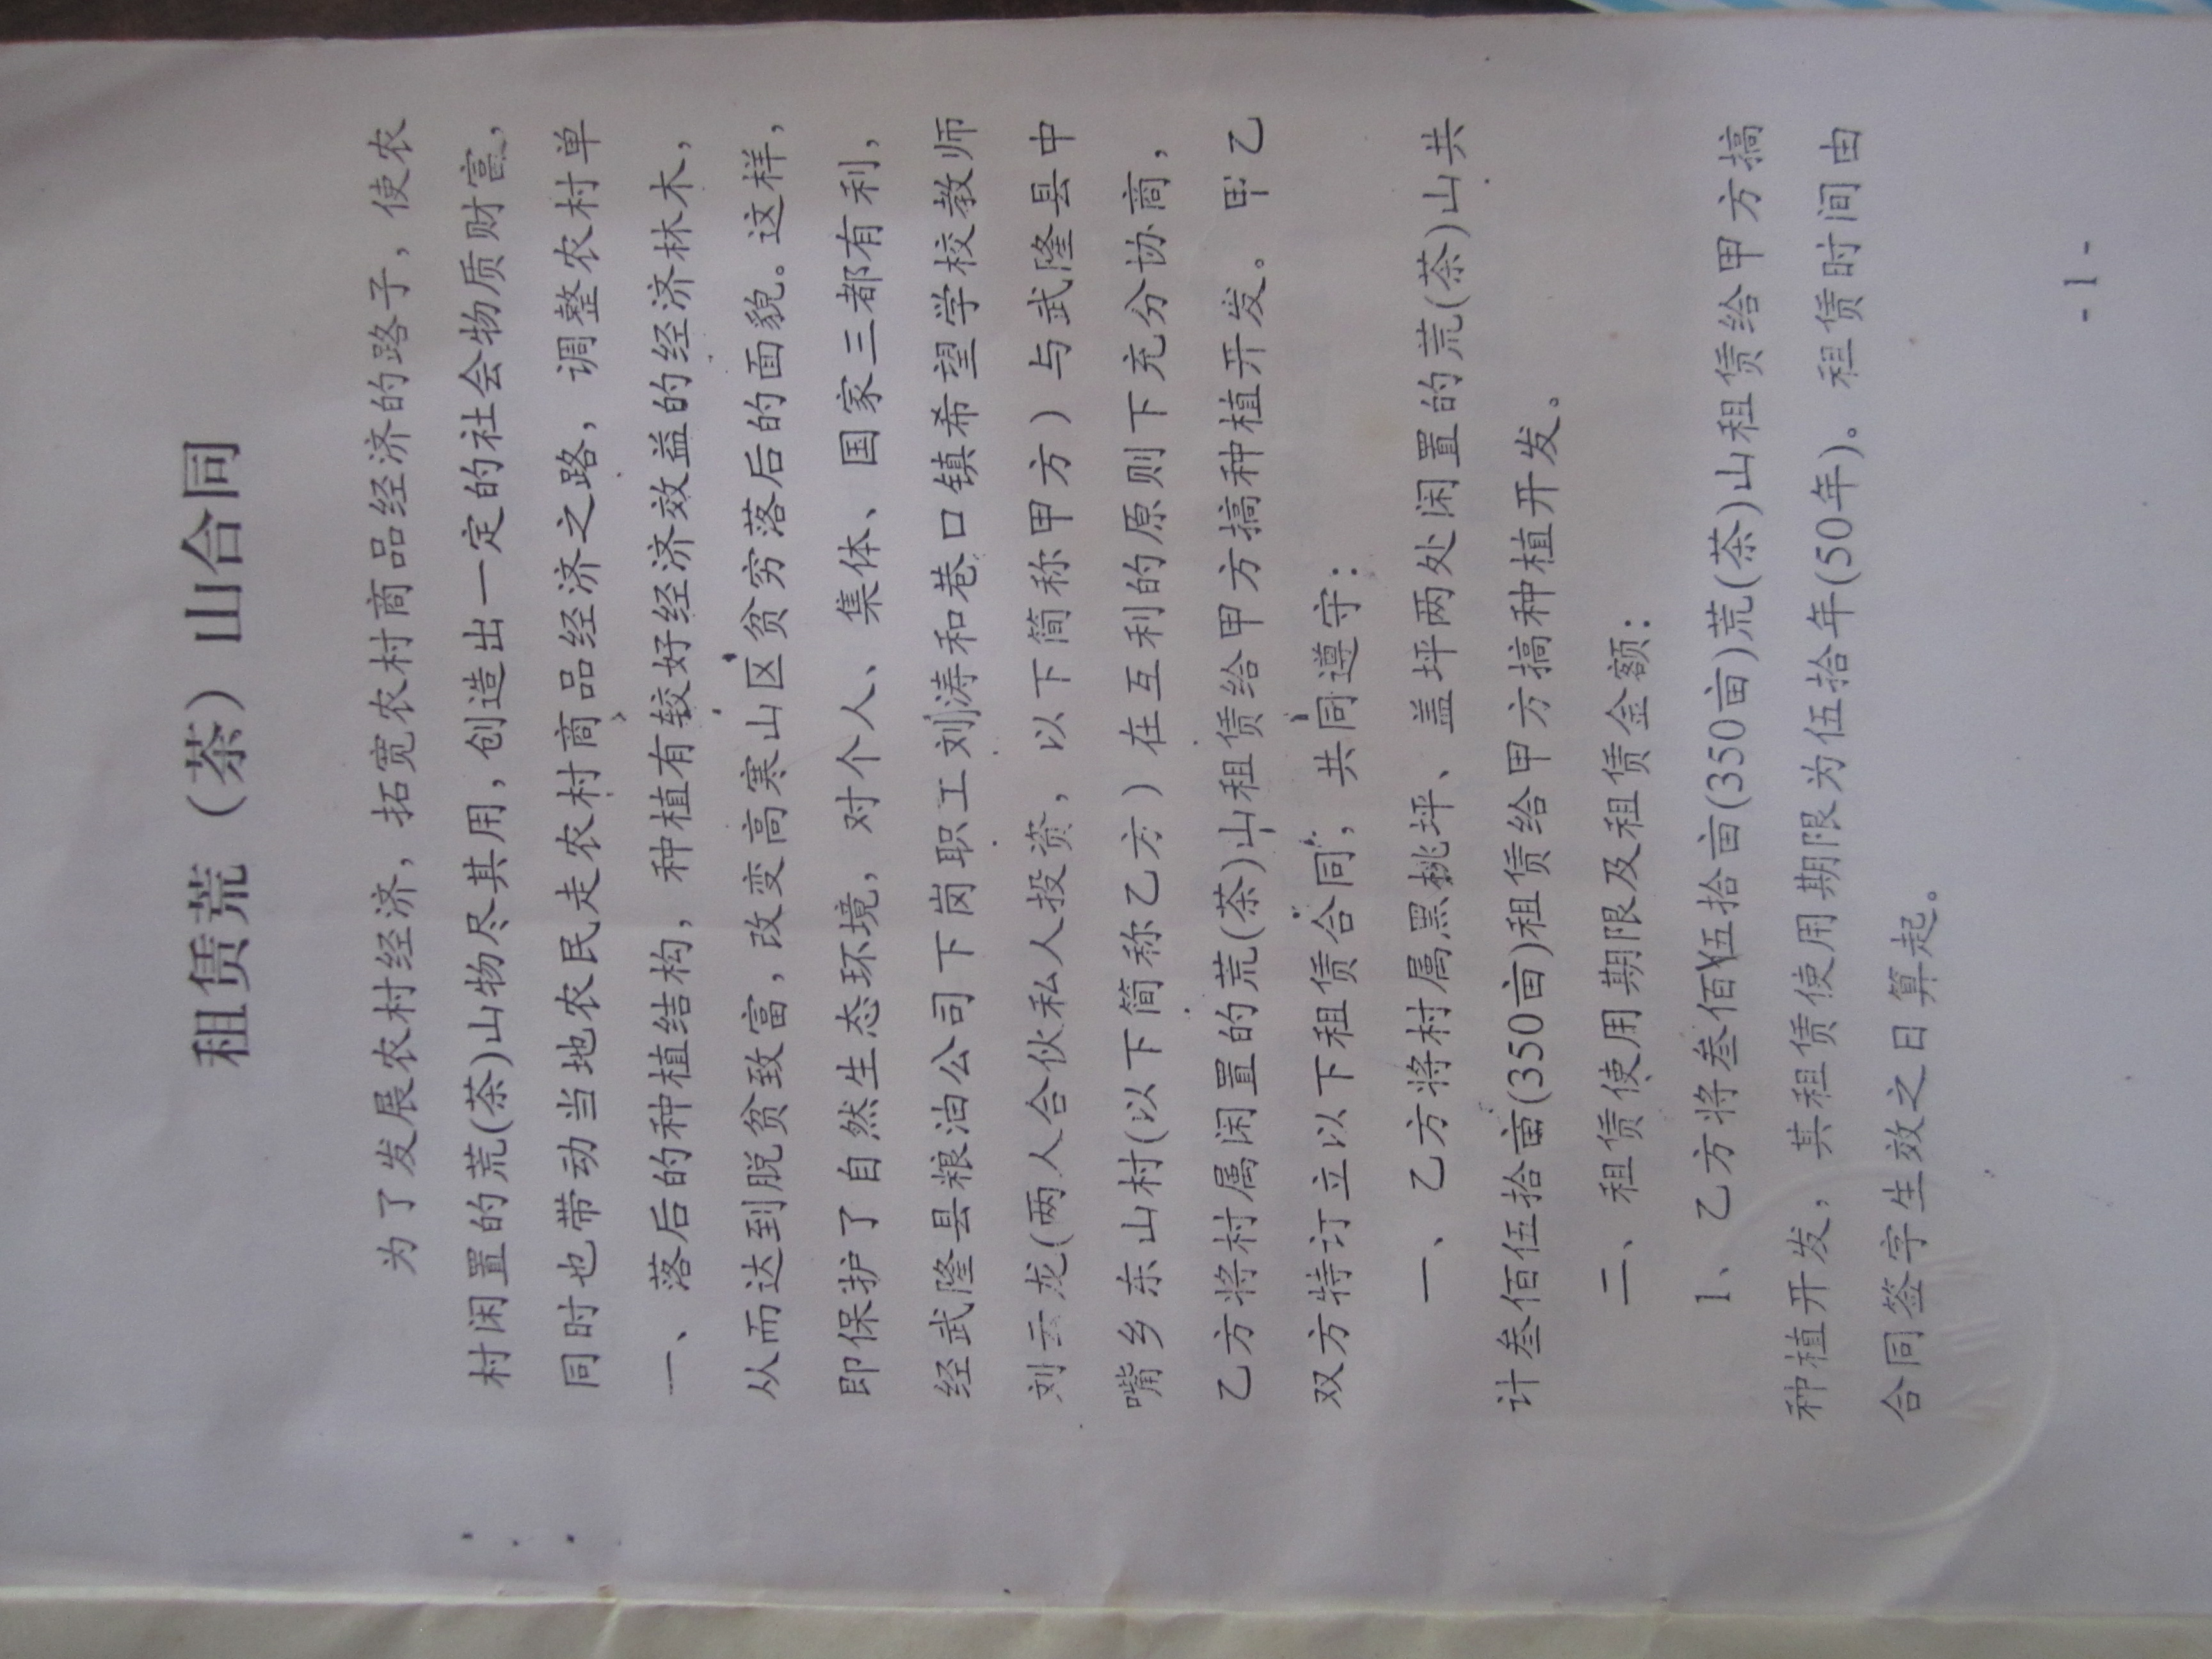 租赁荒（茶）山合同
为了发展农村经济，拓宽农村商品经济的路子，使农
村闲置的荒(茶)山物尽其用，创造出一定的社会物质财富，
同时也带动当地农民走农村商品经济之路，调整农村单
一、落后的种植结构，种植有较好经济效益的经济林木，
从而达到脱贫致富，改变高寒山区贫穷落后的面貌。这样，
即保护了自然生态环境，对个人、集体、国家三都有利，
经武隆县粮油公司下岗职工刘涛和巷口镇希望学校教师
刘云龙(两人合伙私人投资，以下简称甲方）与武隆县中
嘴乡东山村(以下简称乙方）在互利的原则下充分协商，
乙方将村属闲置的荒(茶)山租赁给甲方搞种植开发。甲乙
双方特订立以下租赁合同，共同遵守：
一、乙方将村属黑桃坪、盖坪两处闲置的荒(茶)山共
计叁佰伍拾亩(350亩)租赁给甲方搞种植开发。
二、租赁使用期限及租赁金额：
1、乙方将叁佰伍拾亩(350亩)荒(茶)山租赁给甲方搞
种植开发，其租赁使用期限为伍拾年(50年)。租赁时间由
合同签字生效之日算起。
- 1 -